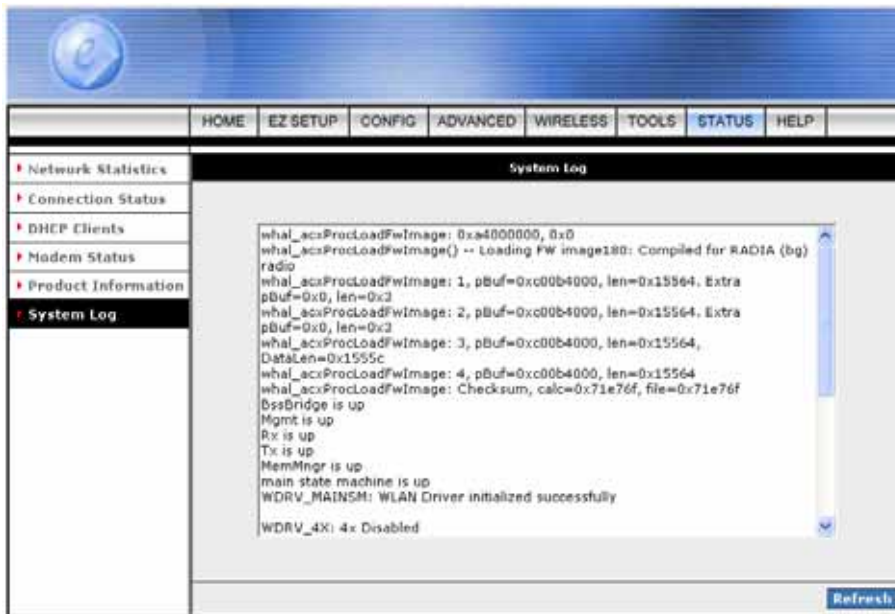 HOME EZ SETUP CONFIG ADVANCED WIRELESS TOOLS STATUS HELP
System Log
Network Statistics
Connection Status
DHCP Clients
Modem Status
Product Information
System Log
whal_acxProcLoadFwImage: 0xa4000000, 0x0
whal_acxProcLoadFwImage() -- Loading FW image180: Compiled for RADIA (bg)
radio
whal_acxProcLoadFwImage: 1, pBuf=0xc00b4000, len=0x15564. Extra
pBuf=0x0, len=0x2
whal_acxProcLoadFwImage: 2, pBuf=0xc00b4000, len=0x15564. Extra
pBuf=0x0, len=0x2
whal_acxProcLoadFwImage: 3, pBuf=0xc00b4000, len=0x15564,
DataLen=0x1555c
whal_acxProcLoadFwImage: 4, pBuf=0xc00b4000, len=0x15564
whal_acxProcLoadFwImage: Checksum, calc=0x71e76f, file=0x71e76f
BssBridge is up
Mgmt is up
Rx is up
Tx is up
MemMngr is up
main state machine is up
WDRV_MAINSM: WLAN Driver initialized successfully
WDRV_4X: 4x Disabled
Refresh